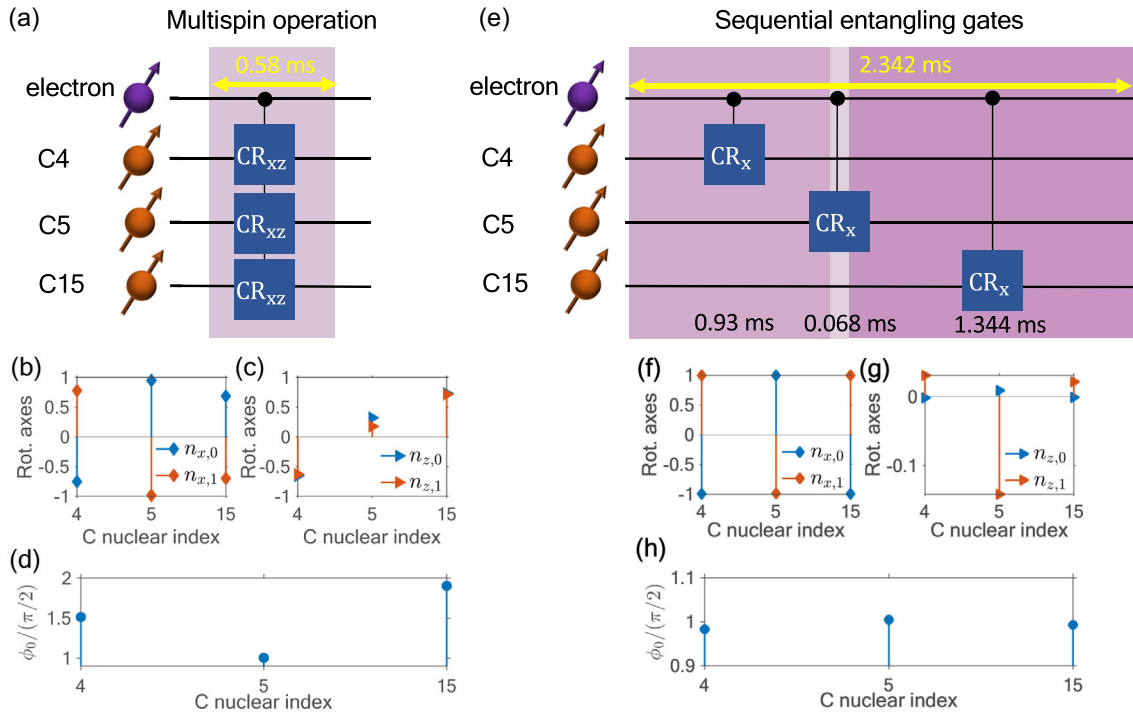 (a) Multispin operation
0.58 ms
electron
C4
CRxz
C5
CRxz
C15
CRxz
(b)
Rot. axes
1
0.5
0
-0.5
-1
nx,0
nx,1
4 5 15
C nuclear index
(c)
Rot. axes
1
0.5
0
-0.5
-1
nz,0
nz,1
4 5 15
C nuclear index
(d)
ϕ0/(π/2)
2
1.5
1
4 5 15
C nuclear index
(e) Sequential entangling gates
2.342 ms
electron
C4
CRx
C5
CRx
C15
CRx
0.93 ms 0.068 ms 1.344 ms
(f)
Rot. axes
1
0.5
0
-0.5
-1
nx,0
nx,1
4 5 15
C nuclear index
(g)
Rot. axes
0
-0.1
nz,0
nz,1
4 5 15
C nuclear index
(h)
ϕ0/(π/2)
1.1
1
0.9
4 5 15
C nuclear index